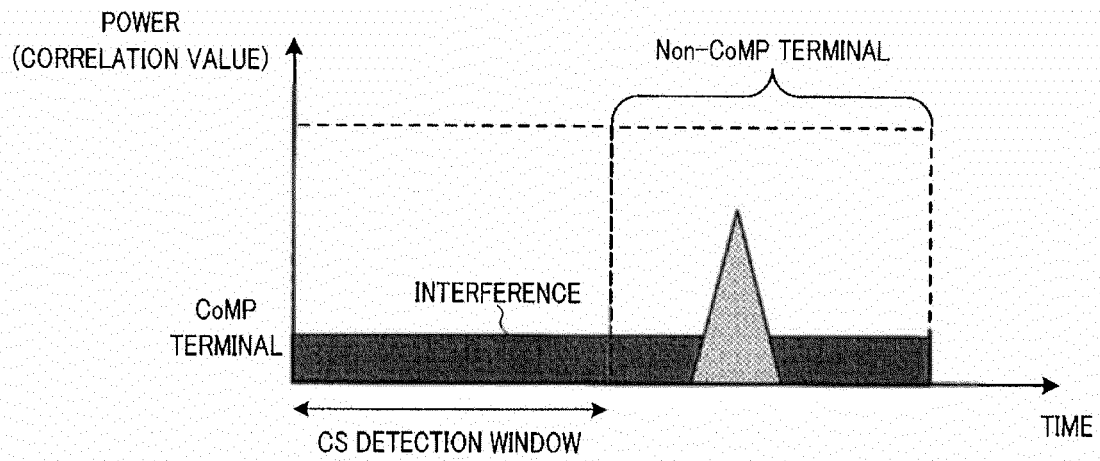 POWER
(CORRELATION VALUE)
Non-CoMP TERMINAL
INTERFERENCE
CoMP
TERMINAL
CS DETECTION WINDOW
TIME